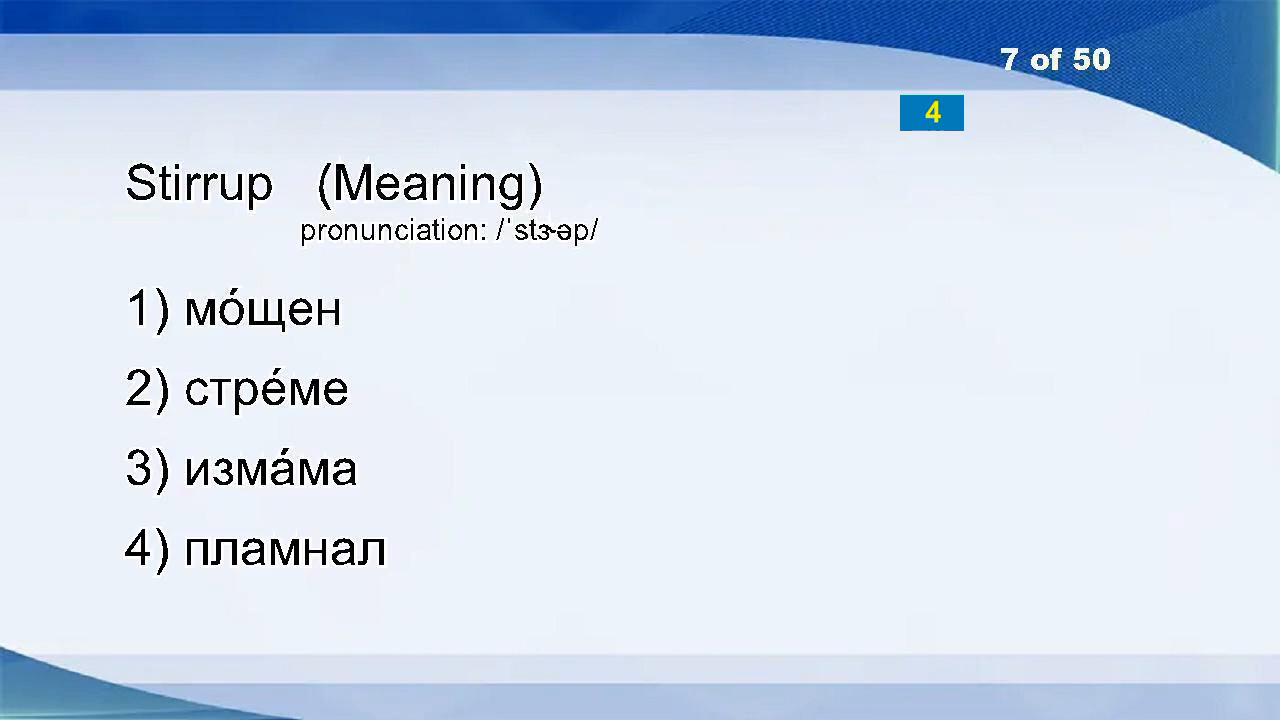 7 of 50
4
Stirrup (Meaning)
pronunciation: /ˈstɝəp/
1) мо́щен
2) стре́ме
3) изма́ма
4) пламнал